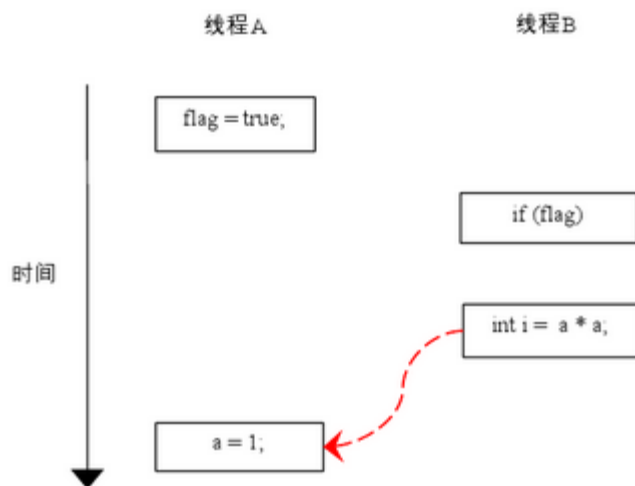 线程A
线程B
flag = true;
if (flag)
时间
int i = a * a;
a = 1;